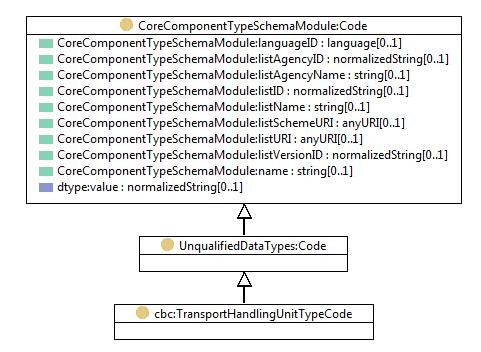 CoreComponentTypeSchemaModule:Code
CoreComponentTypeSchemaModule:languageID : language[0..1]
CoreComponentTypeSchemaModule:listAgencyID : normalizedString[0..1]
CoreComponentTypeSchemaModule:listAgencyName : string[0..1]
CoreComponentTypeSchemaModule:listID : normalizedString[0..1]
CoreComponentTypeSchemaModule:listName : string[0..1]
CoreComponentTypeSchemaModule:listSchemeURI : anyURI[0..1]
CoreComponentTypeSchemaModule:listURI : anyURI[0..1]
CoreComponentTypeSchemaModule:listVersionID : normalizedString[0..1]
CoreComponentTypeSchemaModule:name : string[0..1]
dtype:value : normalizedString[0..1]
UnqualifiedDataTypes:Code
cbc:TransportHandlingUnitTypeCode